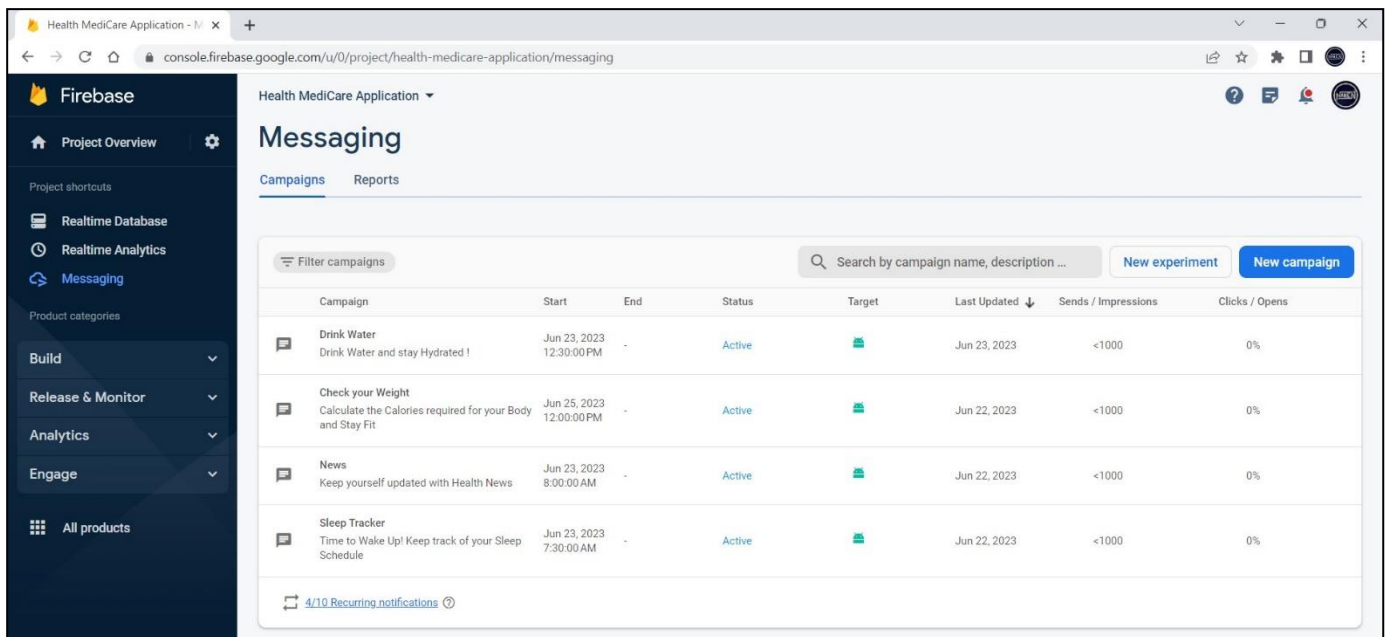 Health MediCare Application - M
console.firebase.google.com/u/0/project/health-medicare-application/messaging
Firebase
Project Overview
Project shortcuts
Realtime Database
Realtime Analytics
Messaging
Product categories
Build
Release & Monitor
Analytics
Engage
All products
Health MediCare Application
Messaging
Campaigns Reports
Filter campaigns Search by campaign name, description ... New experiment New campaign
Campaign Start End Status Target Last Updated Sends / Impressions Clicks / Opens
Drink Water
Drink Water and stay Hydrated !
Jun 23, 2023
12:30:00 PM
- Active Jun 23, 2023 <1000 0%
Check your Weight
Calculate the Calories required for your Body
and Stay Fit
Jun 25, 2023
12:00:00 PM
- Active Jun 22, 2023 <1000 0%
News
Keep yourself updated with Health News
Jun 23, 2023
8:00:00 AM
- Active Jun 22, 2023 <1000 0%
Sleep Tracker
Time to Wake Up! Keep track of your Sleep
Schedule
Jun 23, 2023
7:30:00 AM
- Active Jun 22, 2023 <1000 0%
4/10 Recurring notifications